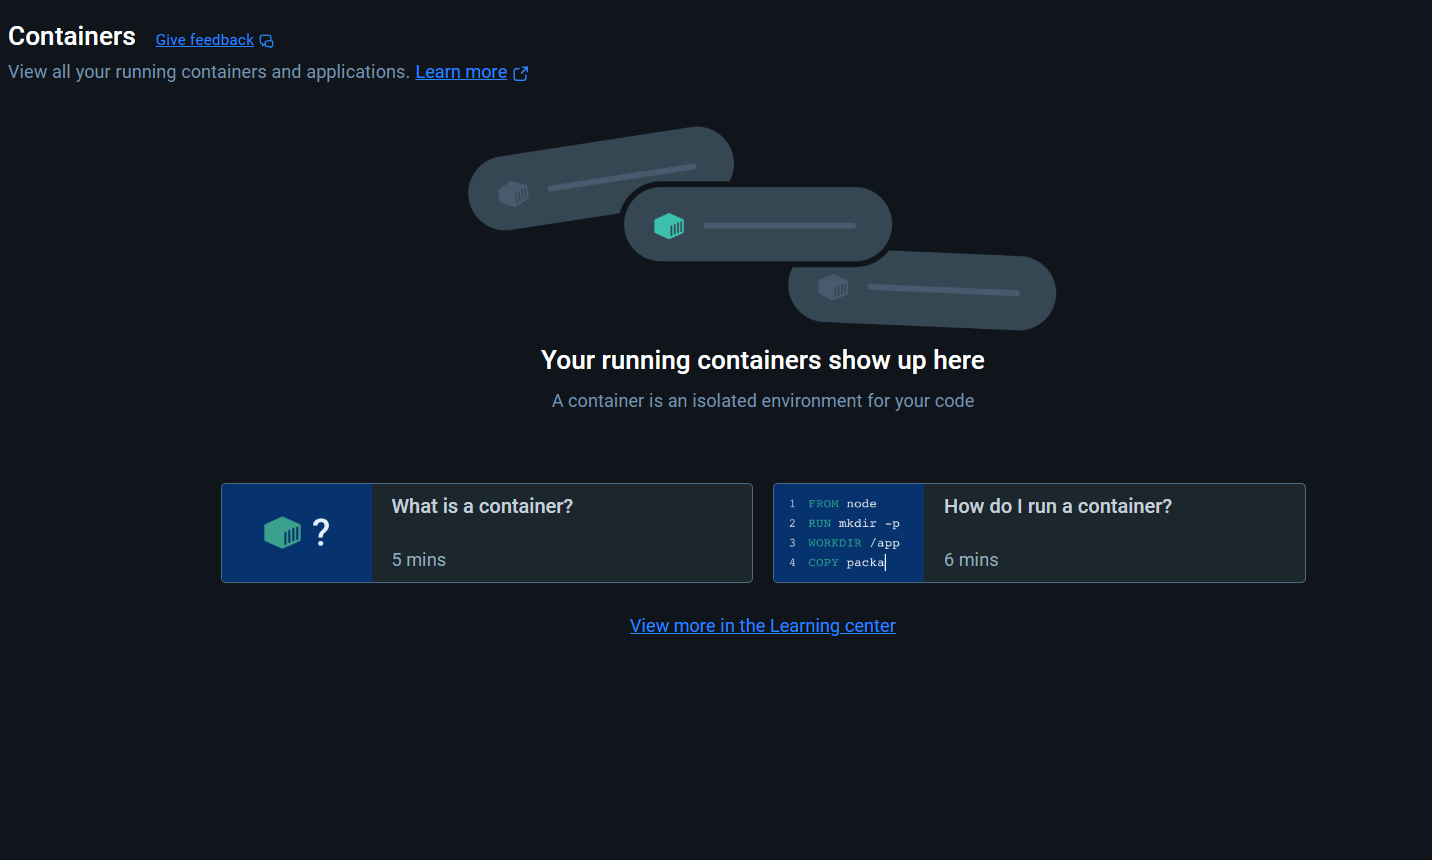 Containers Give feedback
View all your running containers and applications. Learn more
Your running containers show up here
A container is an isolated environment for your code
?
What is a container?
5 mins
1 FROM node
2 RUN mkdir -p
3 WORKDIR /app
4 COPY packa
How do I run a container?
6 mins
View more in the Learning center